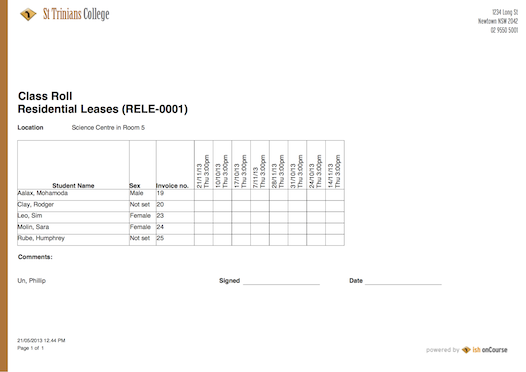 St Trinians College
1234 Long St
Newtown NSW 2042
02 9550 5001
Class Roll
Residential Leases (RELE-0001)
Location Science Centre in Room 5
Student Name Sex Invoice no. 21/11/13 Thu 3:00pm 10/10/13 Thu 3:00pm 17/10/13 Thu 3:00pm 7/11/13 Thu 3:00pm 28/11/13 Thu 3:00pm 31/10/13 Thu 3:00pm 24/10/13 Thu 3:00pm 14/11/13 Thu 3:00pm
Aalax, Mohamoda Male 19
Clay, Rodger Not set 20
Leo, Sim Female 23
Molin, Sara Female 24
Rube, Humphrey Not set 25
Comments:
Un, Phillip Signed Date
21/05/2013 12.44 PM
Page 1 of 1
powered by ish onCourse